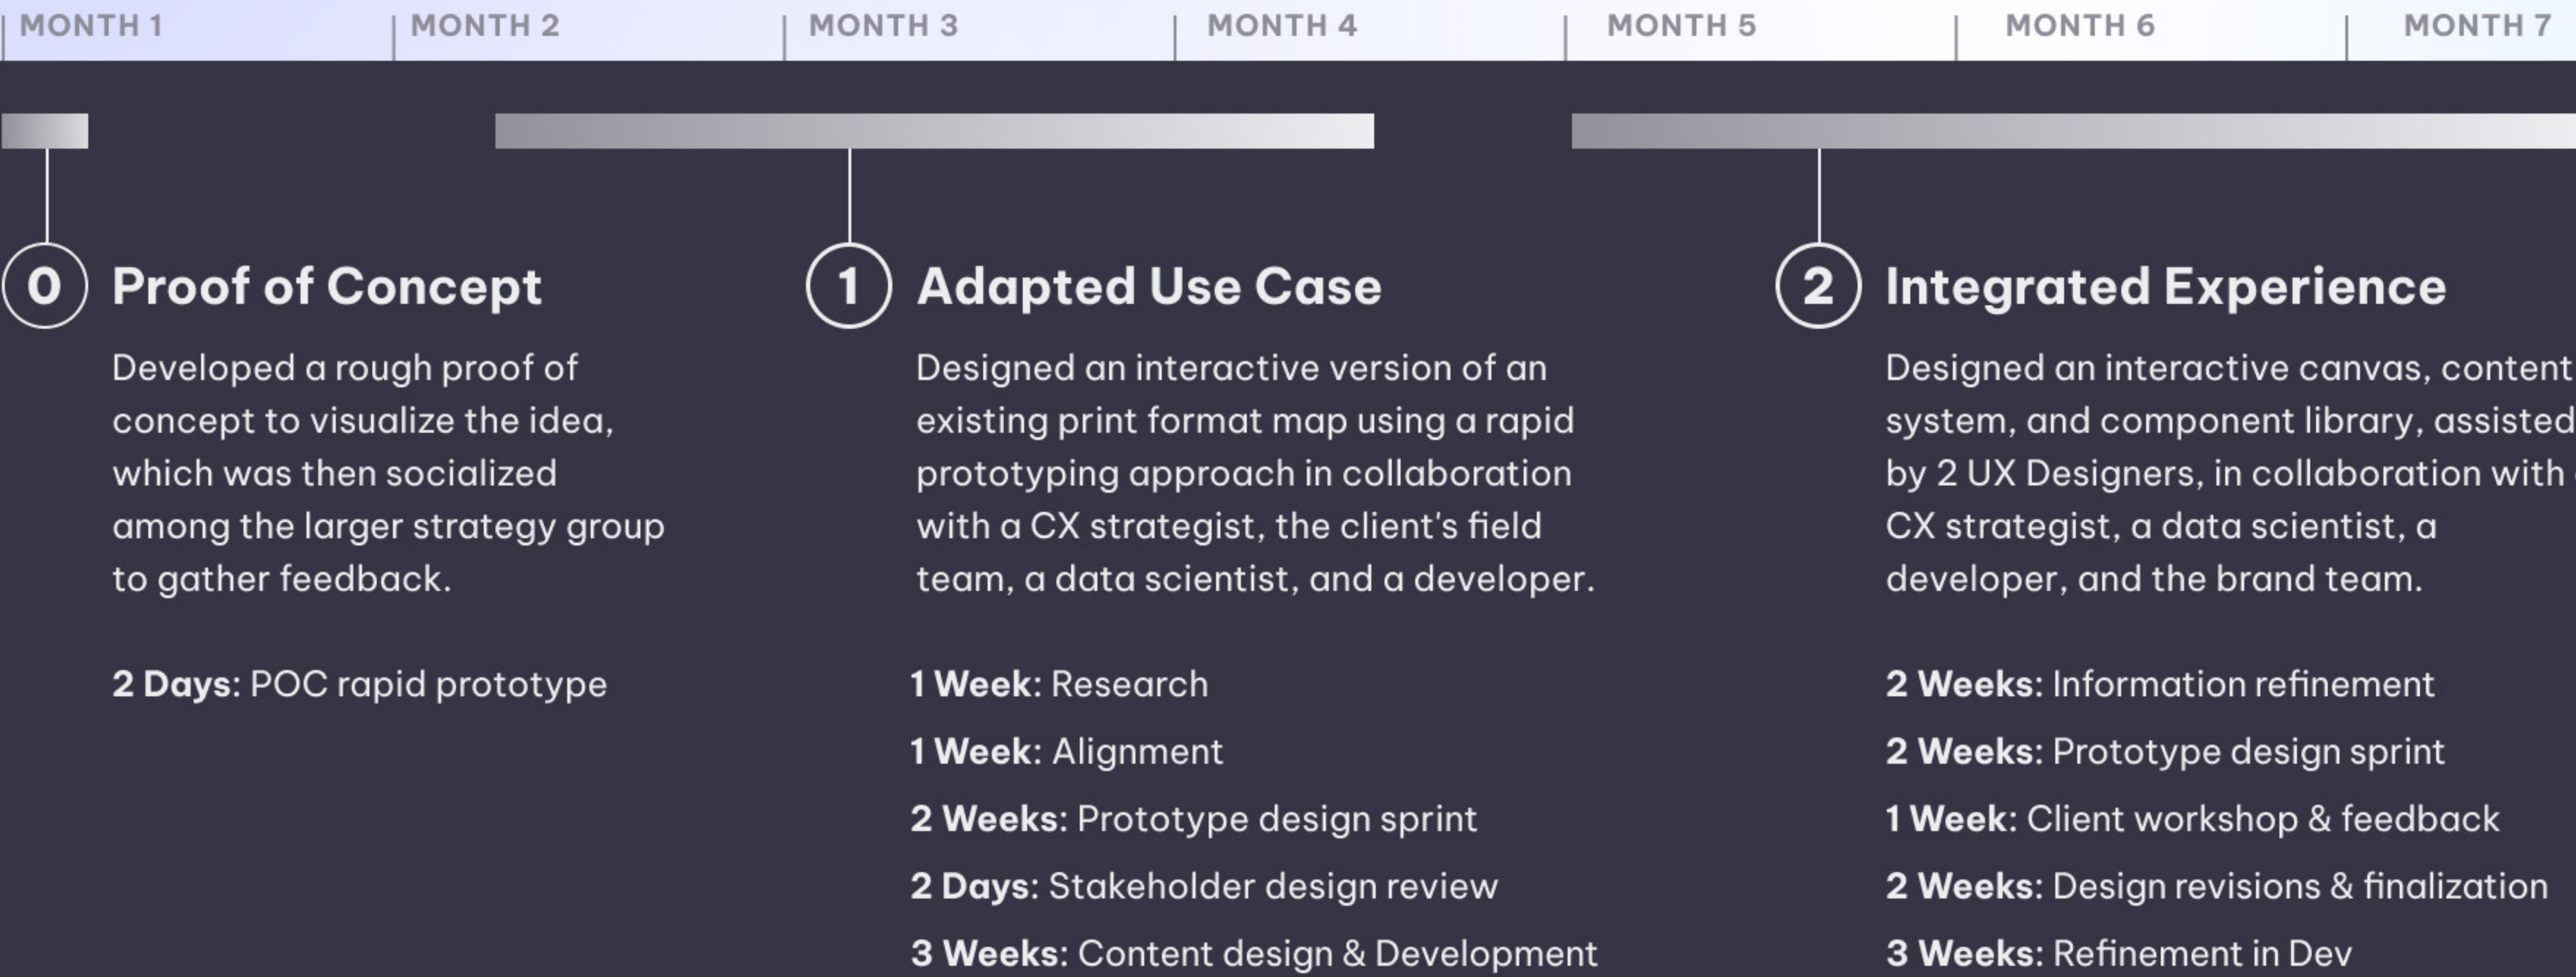 MONTH 1
MONTH 2
MONTH 3
MONTH 4
MONTH 5
MONTH 6
MONTH 7
0
Proof of Concept
Developed a rough proof of
concept to visualize the idea,
which was then socialized
among the larger strategy group
to gather feedback.
2 Days: POC rapid prototype
1
Adapted Use Case
Designed an interactive version of an
existing print format map using a rapid
prototyping approach in collaboration
with a CX strategist, the client's field
team, a data scientist, and a developer.
1 Week: Research
1 Week: Alignment
2 Weeks: Prototype design sprint
2 Days: Stakeholder design review
3 Weeks: Content design & Development
2
Integrated Experience
Designed an interactive canvas, content
system, and component library, assisted
by 2 UX Designers, in collaboration with
CX strategist, a data scientist, a
developer, and the brand team.
2 Weeks: Information refinement
2 Weeks: Prototype design sprint
1 Week: Client workshop & feedback
2 Weeks: Design revisions & finalization
3 Weeks: Refinement in Dev